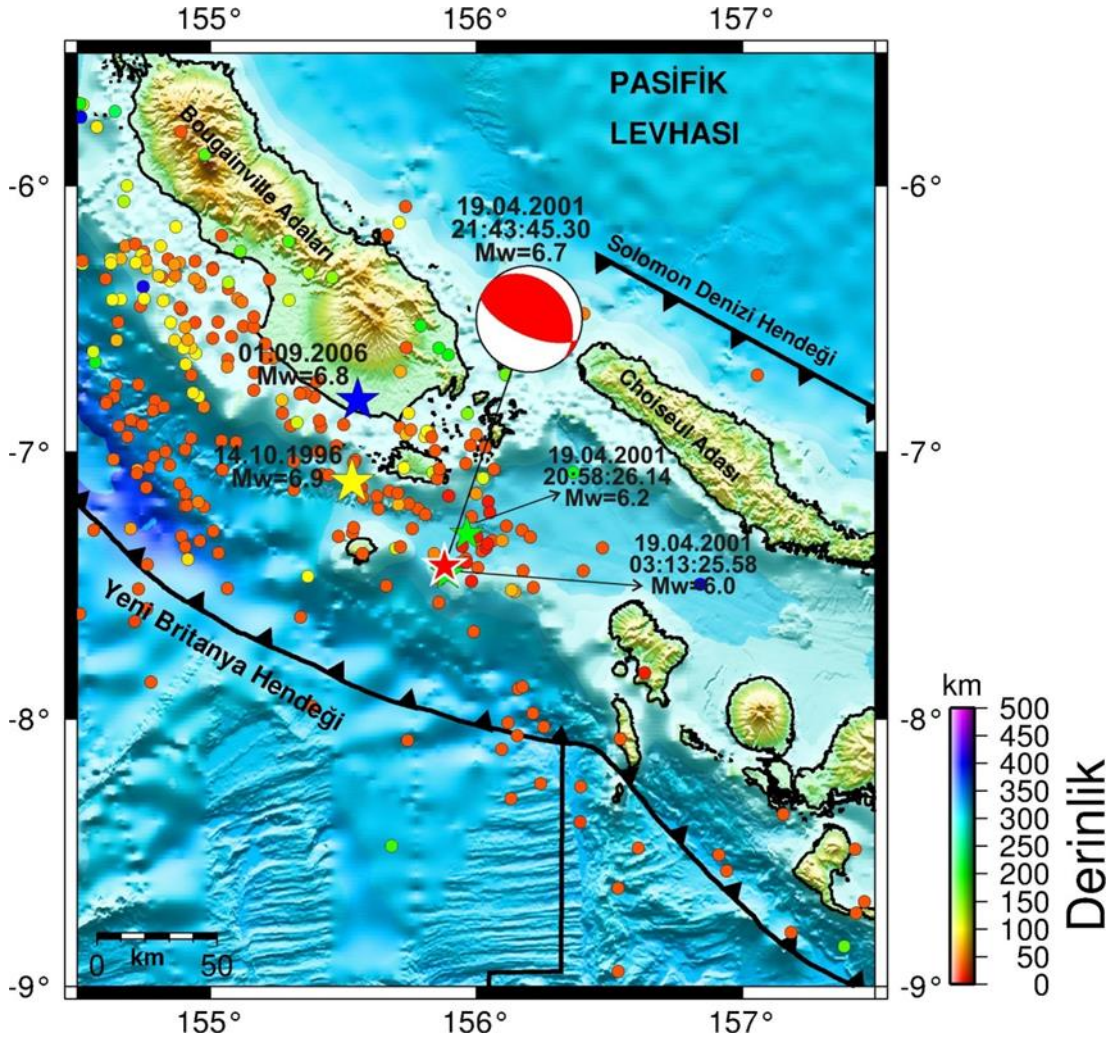 155° 156° 157°
PASİFİK
LEVHASI
Bougainville Adaları
-6° -6°
19.04.2001
21:43:45.30
Mw=6.7
Solomon Denizi Hendeği
01:09.2006
Mw=6.8
Choiseul Adası
-7° -7°
14.10.1996
Mw=6.9
19.04.2001
20:58:26.14
Mw=6.2
19.04.2001
03:13:25.58
Mw=6.0
Yeni Britanya Hendeği
-8° -8°
km
500
450
400
350
300
250
200
150
100
50
0
Derinlik
0 km 50
-9° -9°
155° 156° 157°